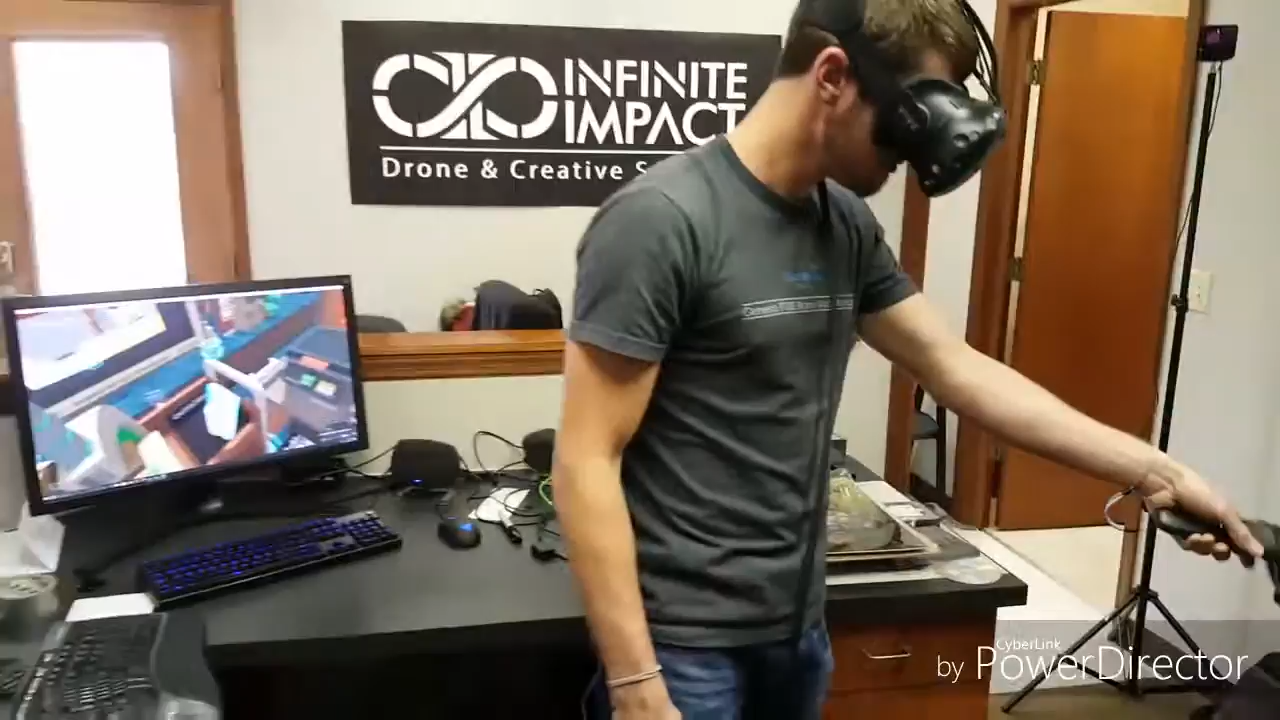 INFINITE
IMPACT
Drone & Creative S
CyberLink
by PowerDirector